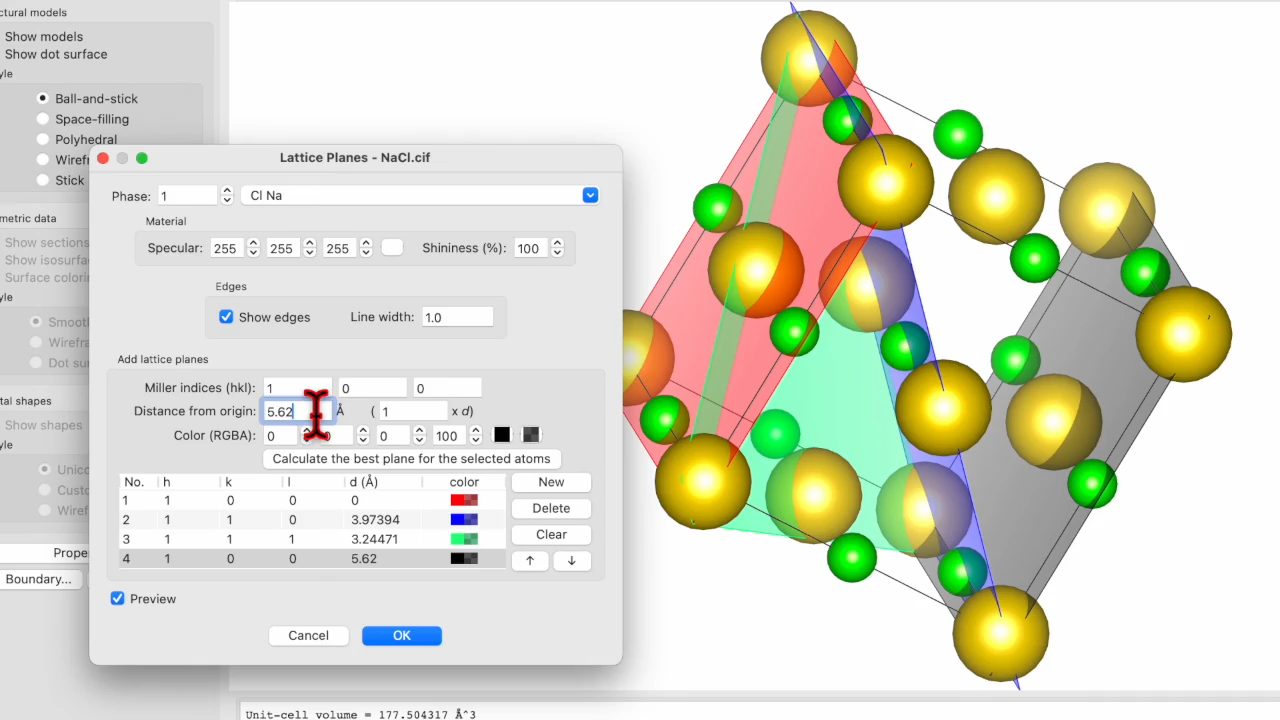 ctural models
Show models
Show dot surface
yle
Ball-and-stick
Space-filling
Polyhedral
Wirefr
Stick
metric data
Show sections
Show isosurfa
Surface colorin
yle
Smooth
Wirefra
Dot sur
tal shapes
Show shapes
yle
Unico
Custo
Wiref
Proper
Boundary...
Lattice Planes - NaCl.cif
Phase: 1 Cl Na
Material
Specular: 255 255 255 Shininess (%): 100
Edges
Show edges Line width: 1.0
Add lattice planes
Miller indices (hkl): 1 0 0
Distance from origin: 5.62 Å ( 1 x d)
Color (RGBA): 0 0 0 100
Calculate the best plane for the selected atoms
No. h k l d (Å) color
1 1 0 0 0
2 1 1 0 3.97394
3 1 1 1 3.24471
4 1 0 0 5.62
New
Delete
Clear
↑ ↓
Preview
Cancel OK
Unit-cell volume = 177.504317 Å^3